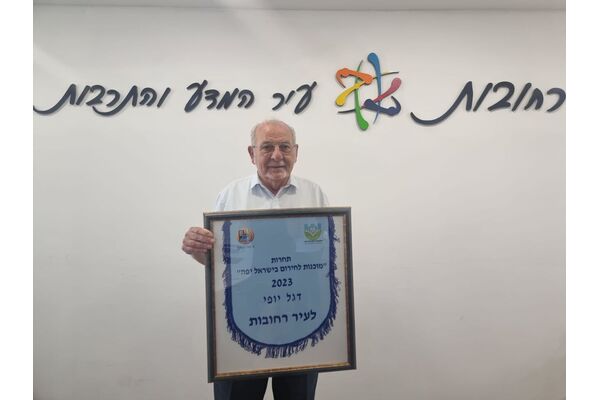 רחובות עיר המדע והתרבות
תחרות
"מוכנות לחירום בישראל יפה"
2023
דגל יופי
לעיר רחובות